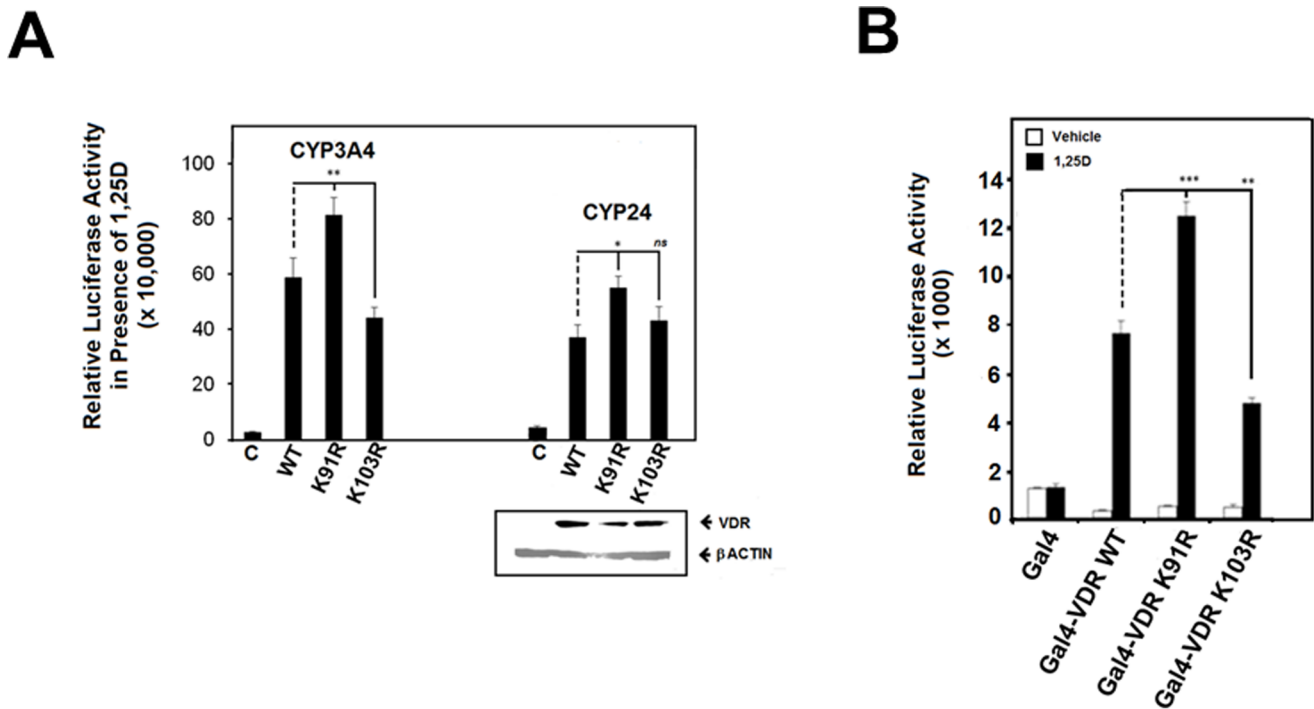 A
B
Relative Luciferase Activity
in Presence of 1,25D
(x 10,000)
100
80
60
40
20
0
CYP3A4
**
CYP24
*
ns
C
WT
K91R
K103R
C
WT
K91R
K103R
VDR
βACTIN
Relative Luciferase Activity
(x 1000)
14
12
10
8
6
4
2
0
Vehicle
1,25D
***
**
Gal4
Gal4-VDR WT
Gal4-VDR K91R
Gal4-VDR K103R